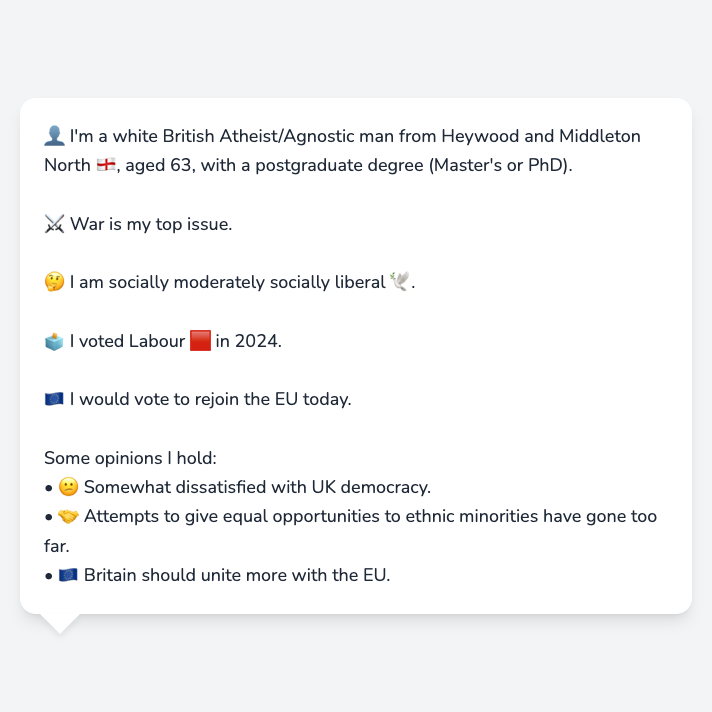 👤 I'm a white British Atheist/Agnostic man from Heywood and Middleton
North 🏴󠁧󠁢󠁥󠁮󠁧󠁿, aged 63, with a postgraduate degree (Master's or PhD).
⚔️ War is my top issue.
🤔 I am socially moderately socially liberal 🕊️.
🗳️ I voted Labour 🟥 in 2024.
🇪🇺 I would vote to rejoin the EU today.
Some opinions I hold:
• 😕 Somewhat dissatisfied with UK democracy.
• 🤝 Attempts to give equal opportunities to ethnic minorities have gone too
far.
• 🇪🇺 Britain should unite more with the EU.